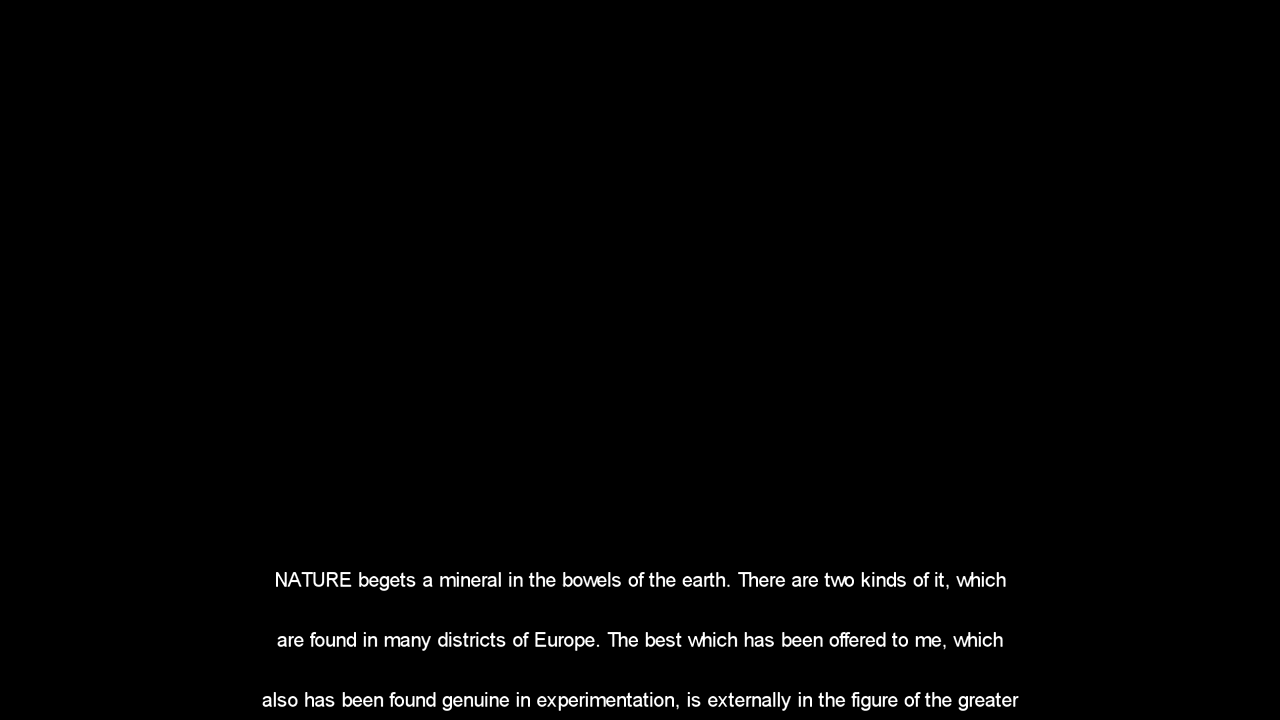 NATURE begets a mineral in the bowels of the earth. There are two kinds of it, which
are found in many districts of Europe. The best which has been offered to me, which
also has been found genuine in experimentation, is externally in the figure of the greater